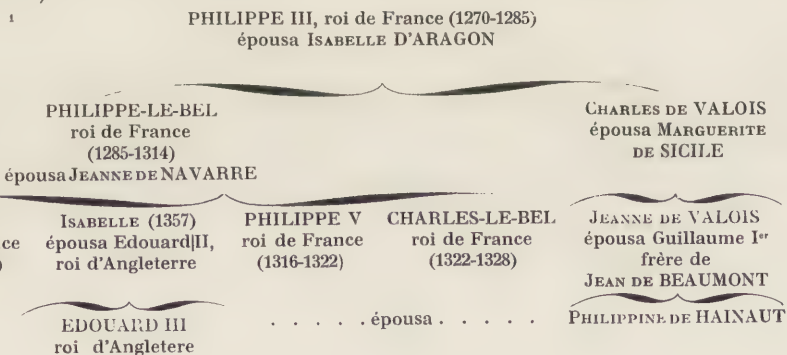 1
PHILIPPE III, roi de France (1270-1285)
épousa ISABELLE D'ARAGON
PHILIPPE-LE-BEL
roi de France
(1285-1314)
épousa JEANNE DE NAVARRE
CHARLES DE VALOIS
épousa MARGUERITE
DE SICILE
ce
)
ISABELLE (1357)
épousa Edouard|II,
roi d'Angleterre
PHILIPPE V
roi de France
(1316-1322)
CHARLES-LE-BEL
roi de France
(1322-1328)
JEANNE DE VALOIS
épousa Guillaume Ier
frère de
JEAN DE BEAUMONT
EDOUARD III
roi d'Angletere
. . . . . épousa . . . . .
PHILIPPINE DE HAINAUT